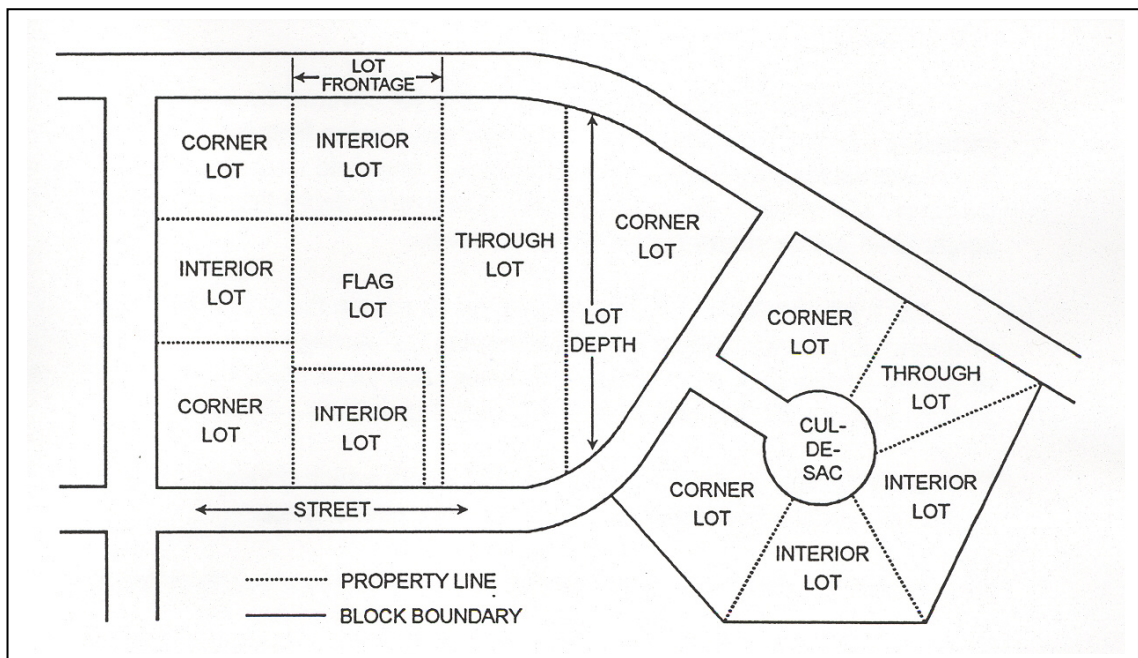 LOT
FRONTAGE
CORNER
LOT
INTERIOR
LOT
CORNER
LOT
THROUGH
LOT
INTERIOR
LOT
FLAG
LOT
LOT
DEPTH
CORNER
LOT
THROUGH
LOT
CORNER
LOT
INTERIOR
LOT
CUL-
DE-
SAC
CORNER
LOT
INTERIOR
LOT
STREET
INTERIOR
LOT
PROPERTY LINE
BLOCK BOUNDARY